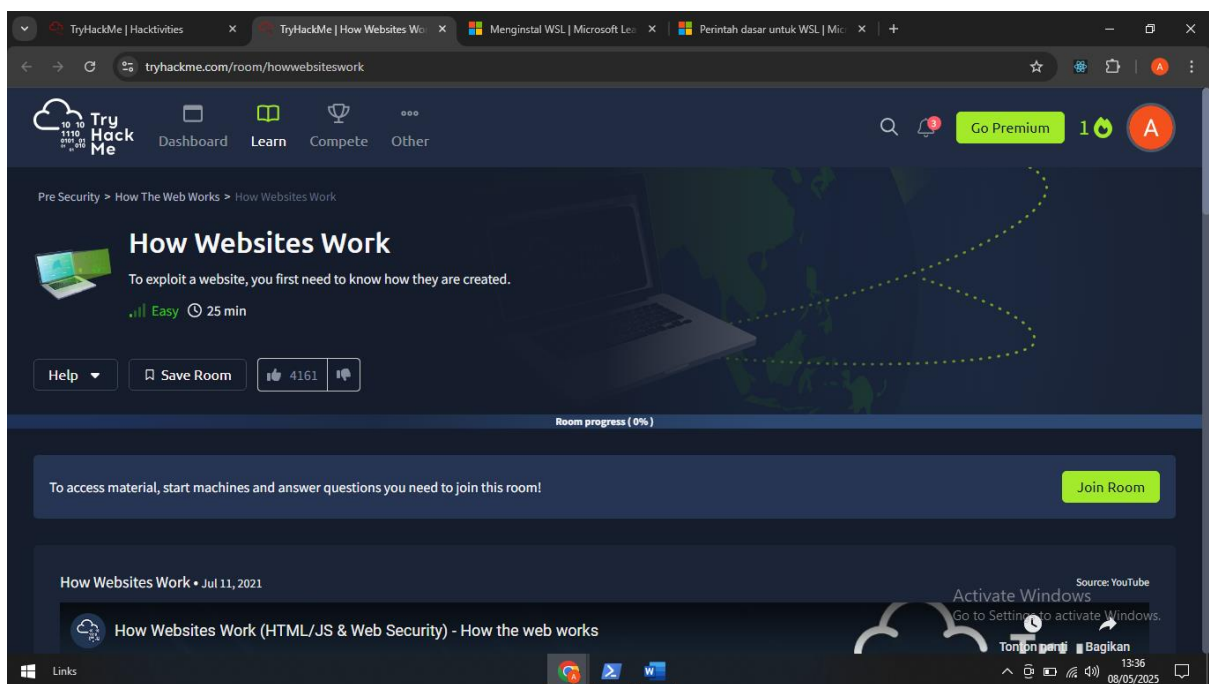 TryHackMe | Hacktivities
TryHackMe | How Websites Wo
Menginstal WSL | Microsoft Lea
Perintah dasar untuk WSL | Mic
tryhackme.com/room/howwebsiteswork
A
Try
Hack
Me
Dashboard
Learn
Compete
Other
3
Go Premium
1
A
Pre Security > How The Web Works > How Websites Work
How Websites Work
To exploit a website, you first need to know how they are created.
Easy 25 min
Help
Save Room
4161
Room progress ( 0% )
To access material, start machines and answer questions you need to join this room!
Join Room
How Websites Work • Jul 11, 2021
Source: YouTube
Activate Windows
Go to Settings to activate Windows.
How Websites Work (HTML/JS & Web Security) - How the web works
Tonton
Bagikan
Links
13:36
08/05/2025